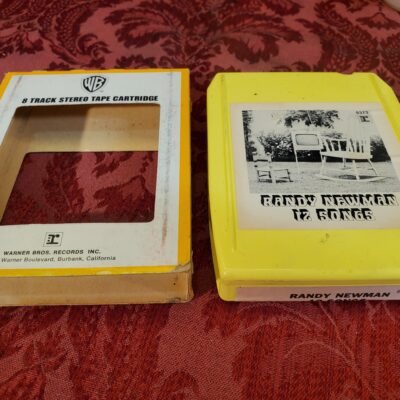 WB
8 TRACK STEREO TAPE CARTRIDGE
WARNER BROS. RECORDS INC.
Warner Boulevard, Burbank, California
RANDY NEWMAN
12 SONGS
RANDY NEWMAN